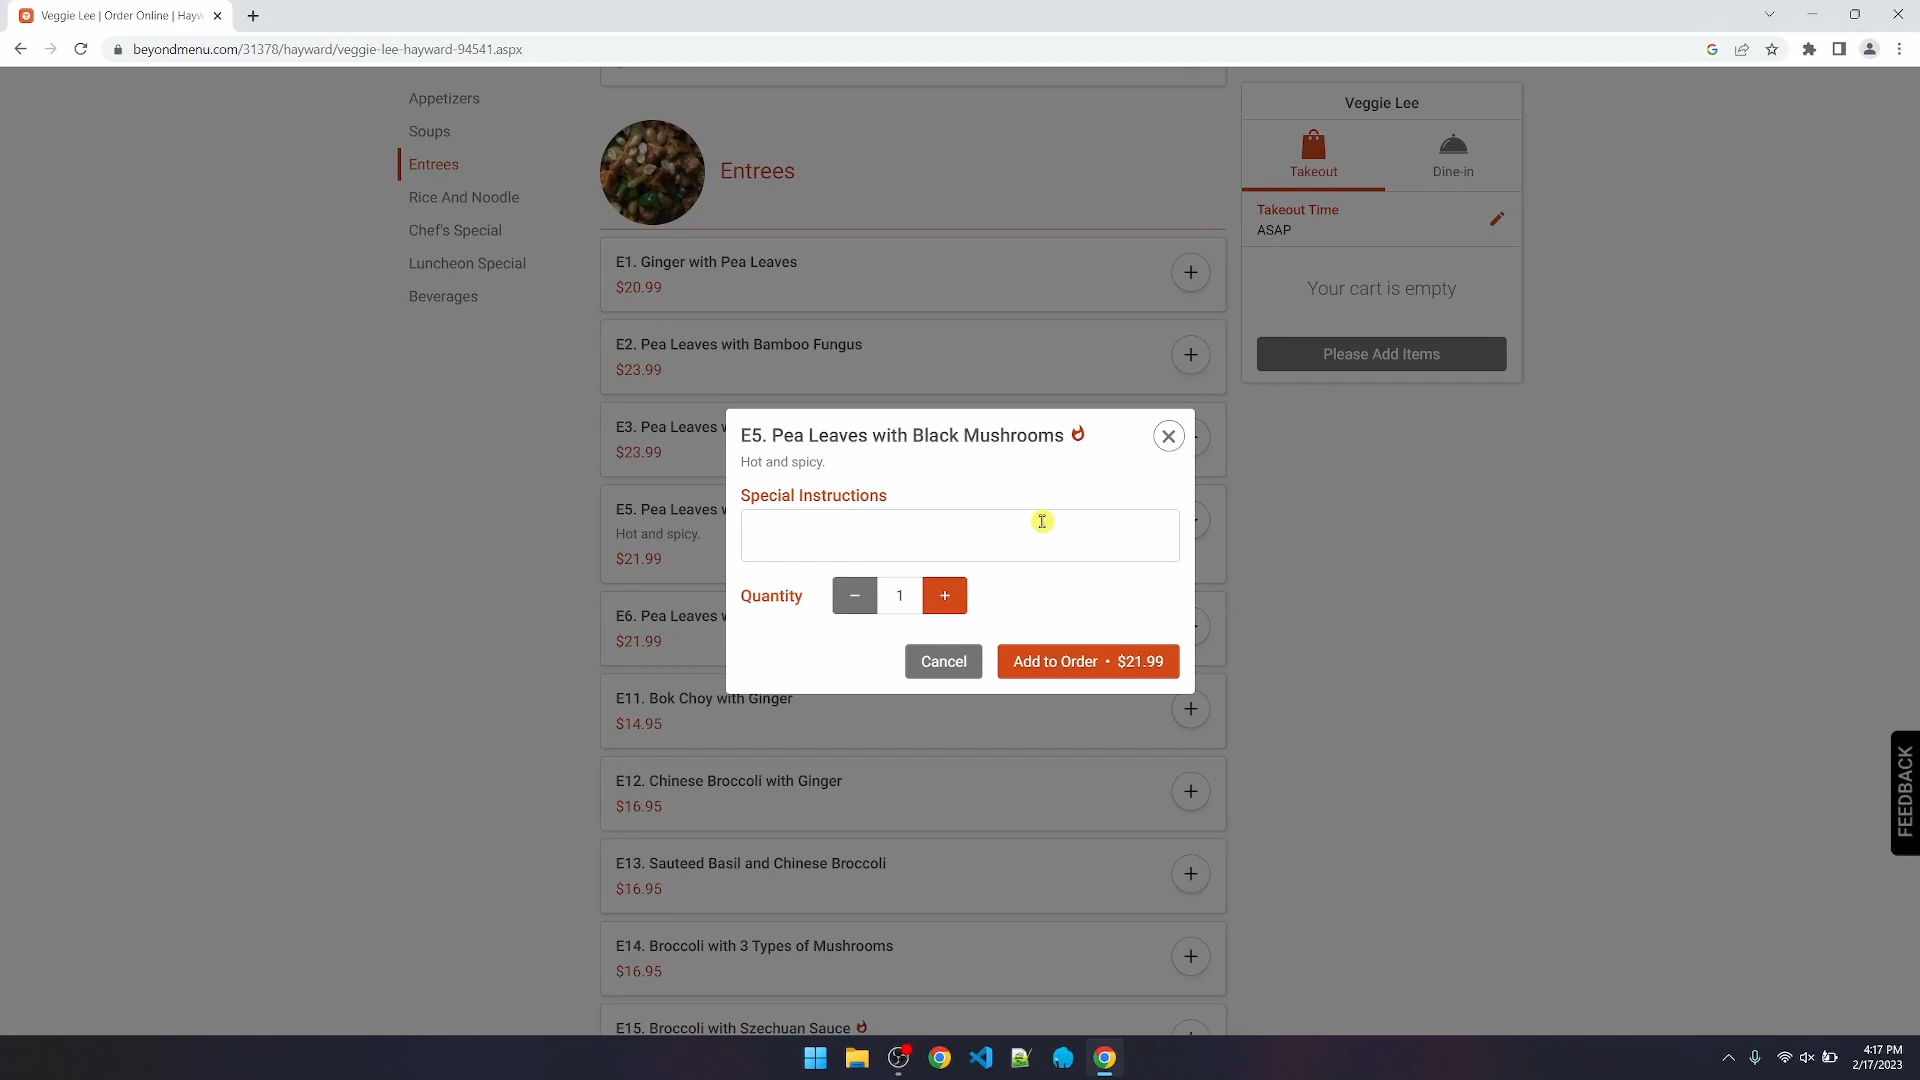 Veggie Lee | Order Online | Hayw
beyondmenu.com/31378/hayward/veggie-lee-hayward-94541.aspx
Appetizers
Soups
Entrees
Rice And Noodle
Chef's Special
Luncheon Special
Beverages
Entrees
E1. Ginger with Pea Leaves
$20.99
E2. Pea Leaves with Bamboo Fungus
$23.99
E3. Pea Leaves w
$23.99
E5. Pea Leaves w
Hot and spicy.
$21.99
E6. Pea Leaves w
$21.99
E11. Bok Choy with Ginger
$14.95
E12. Chinese Broccoli with Ginger
$16.95
E13. Sauteed Basil and Chinese Broccoli
$16.95
E14. Broccoli with 3 Types of Mushrooms
$16.95
E15. Broccoli with Szechuan Sauce
E5. Pea Leaves with Black Mushrooms
Hot and spicy.
Special Instructions
Quantity − 1 +
Cancel Add to Order • $21.99
Veggie Lee
Takeout Dine-in
Takeout Time
ASAP
Your cart is empty
Please Add Items
FEEDBACK
4:17 PM
2/17/2023